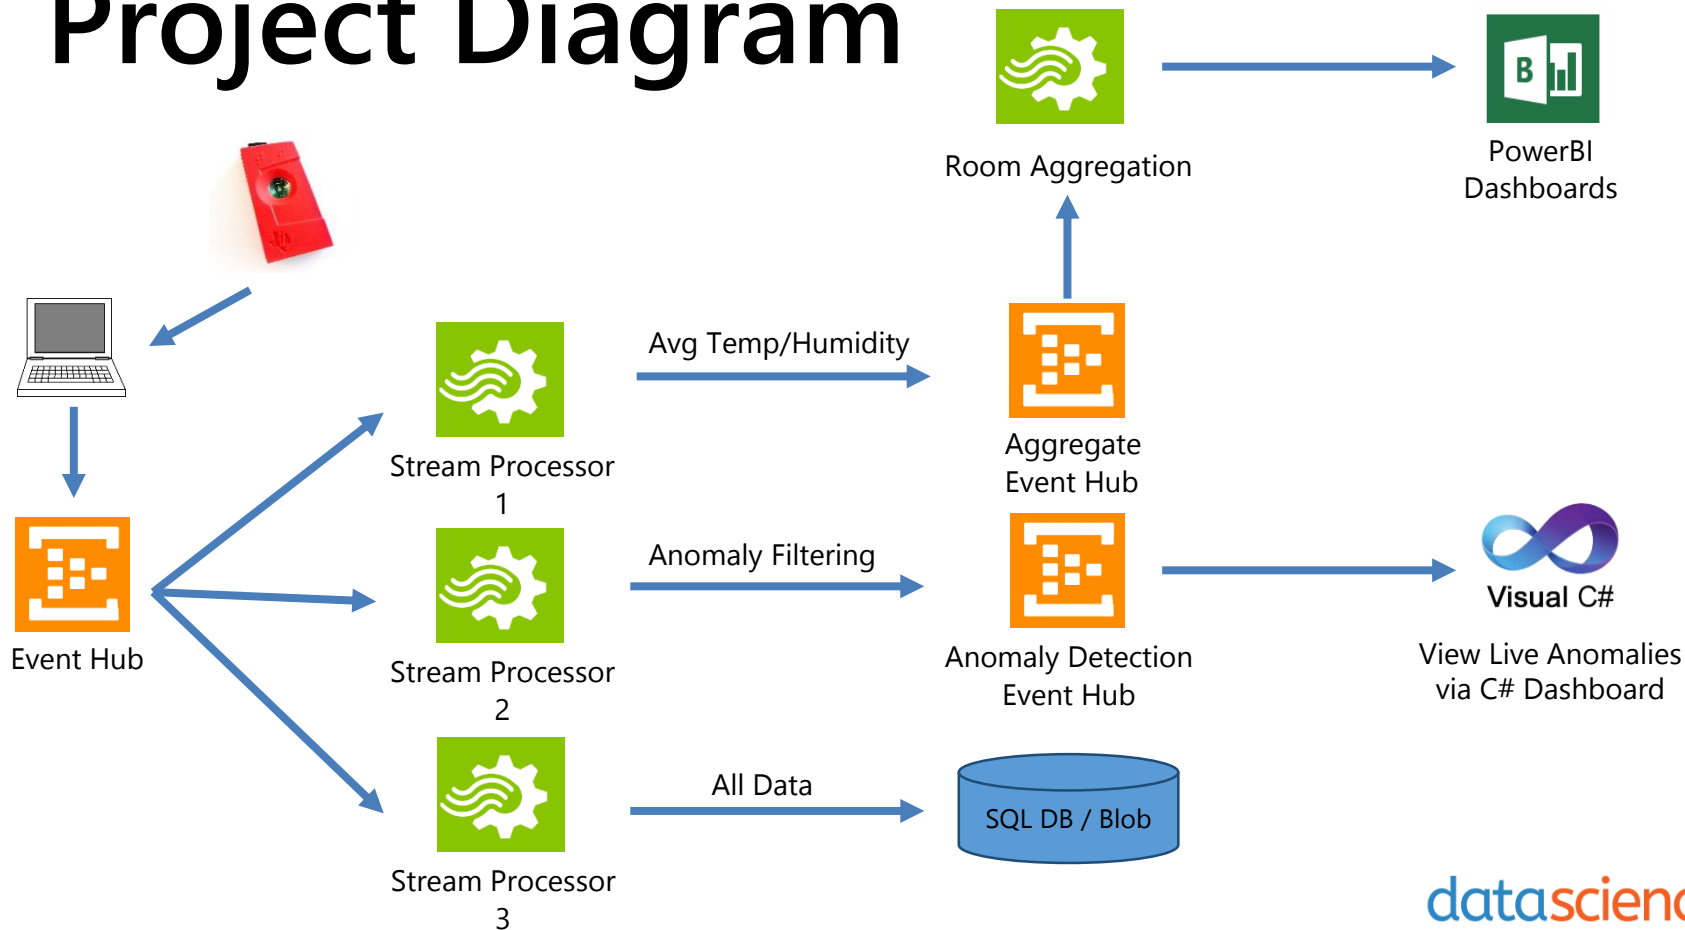 Project Diagram
B
Room Aggregation
PowerBI
Dashboards
Avg Temp/Humidity
Stream Processor
1
Aggregate
Event Hub
Event Hub
Anomaly Filtering
Stream Processor
2
Anomaly Detection
Event Hub
Visual C#
View Live Anomalies
via C# Dashboard
All Data
Stream Processor
3
SQL DB / Blob
datascienc